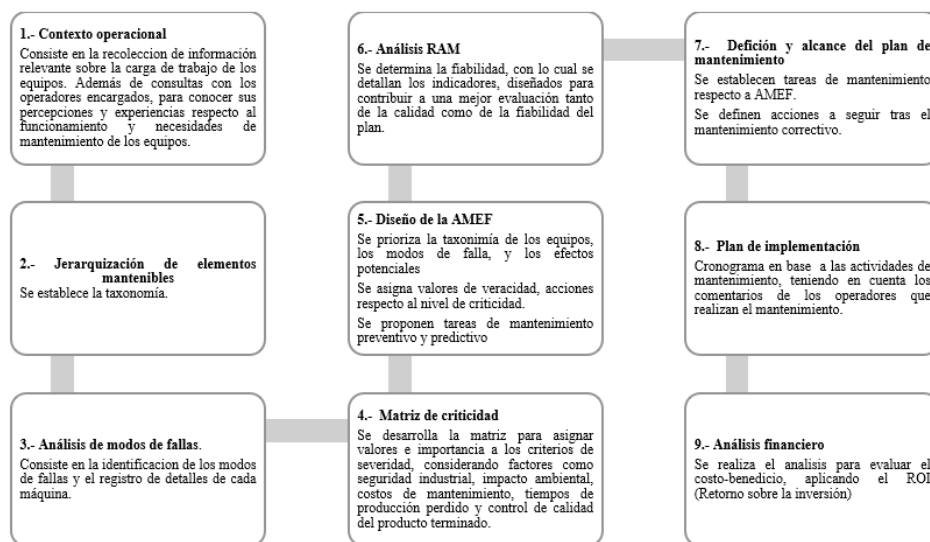 1.- Contexto operacional
Consiste en la recoleccion de información
relevante sobre la carga de trabajo de los
equipos. Además de consultas con los
operadores encargados, para conocer sus
percepciones y experiencias respecto al
funcionamiento y necesidades de
mantenimiento de los equipos.
2.- Jerarquización de elementos
mantenibles
Se establece la taxonomía.
3.- Análisis de modos de fallas.
Consiste en la identificacion de los modos
de fallas y el registro de detalles de cada
máquina.
4.- Matriz de criticidad
Se desarrolla la matriz para asignar
valores e importancia a los criterios de
severidad, considerando factores como
seguridad industrial, impacto ambiental,
costos de mantenimiento, tiempos de
producción perdido y control de calidad
del producto terminado.
5.- Diseño de la AMEF
Se prioriza la taxonimía de los equipos,
los modos de falla, y los efectos
potenciales
Se asigna valores de veracidad, acciones
respecto al nivel de criticidad.
Se proponen tareas de mantenimiento
preventivo y predictivo
6.- Análisis RAM
Se determina la fiabilidad, con lo cual se
detallan los indicadores, diseñados para
contribuir a una mejor evaluación tanto
de la calidad como de la fiabilidad del
plan.
7.- Defición y alcance del plan de
mantenimiento
Se establecen tareas de mantenimiento
respecto a AMEF.
Se definen acciones a seguir tras el
mantenimiento correctivo.
8.- Plan de implementación
Cronograma en base a las actividades de
mantenimiento, teniendo en cuenta los
comentarios de los operadores que
realizan el mantenimiento.
9.- Análisis financiero
Se realiza el analisis para evaluar el
costo-benedicio, aplicando el ROI
(Retorno sobre la inversión)